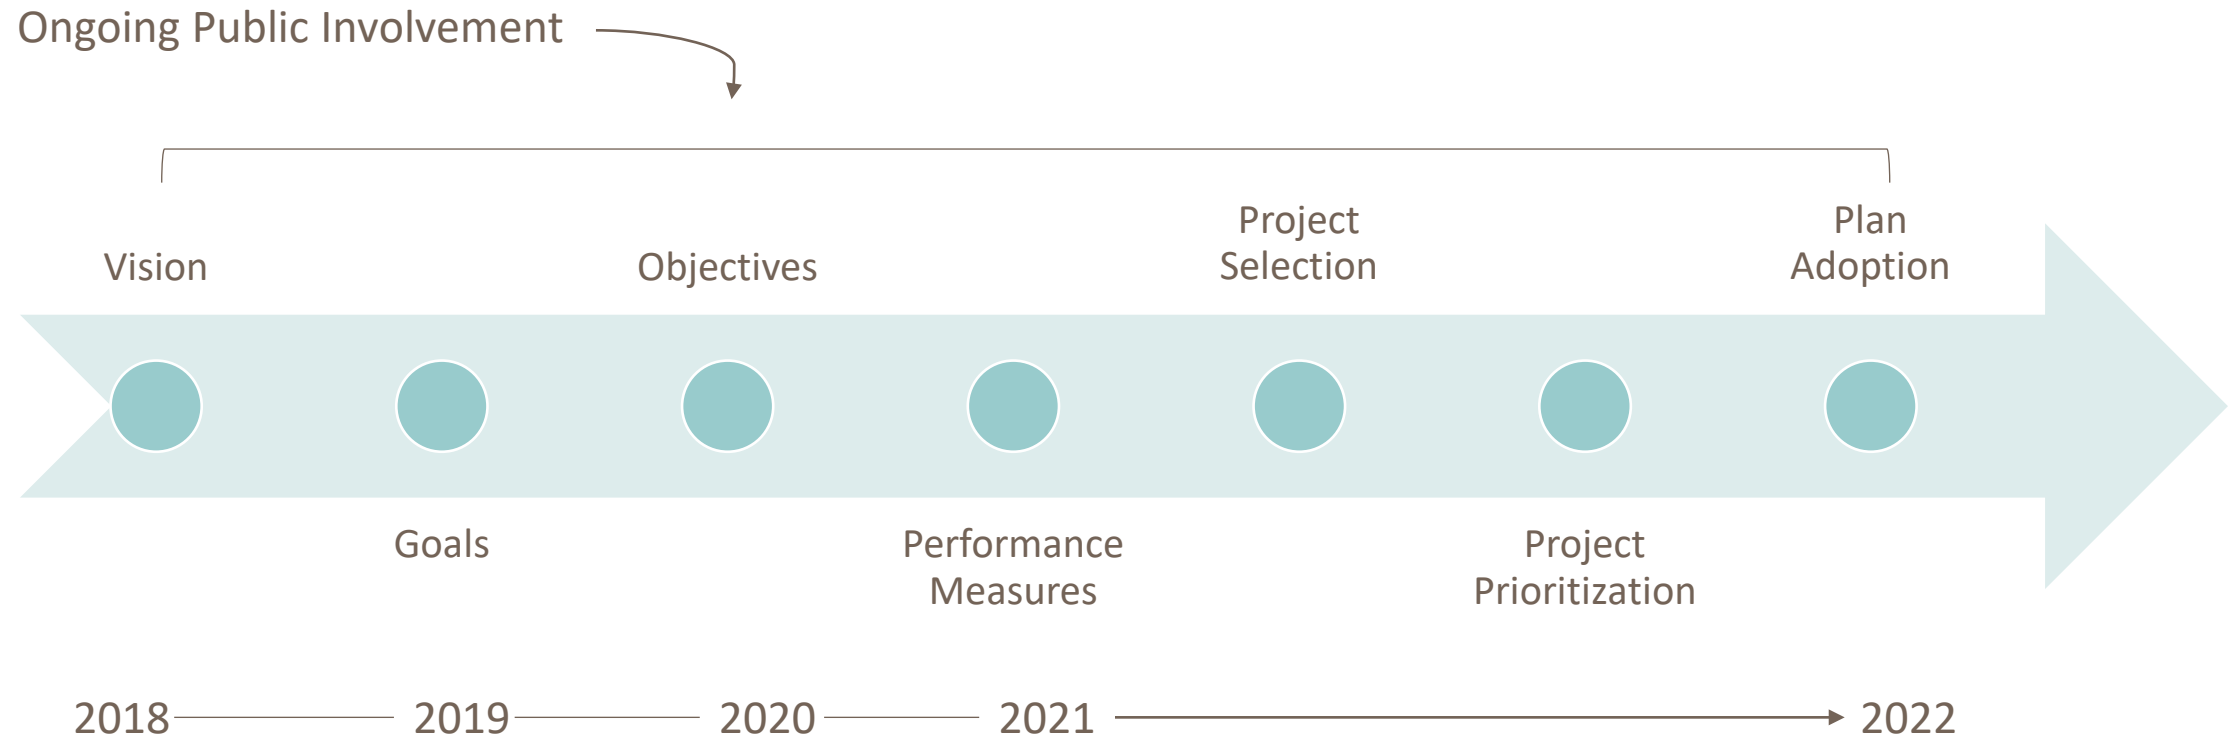 Ongoing Public Involvement
Vision
Objectives
Project
Selection
Plan
Adoption
Goals
Performance
Measures
Project
Prioritization
2018
2019
2020
2021
2022